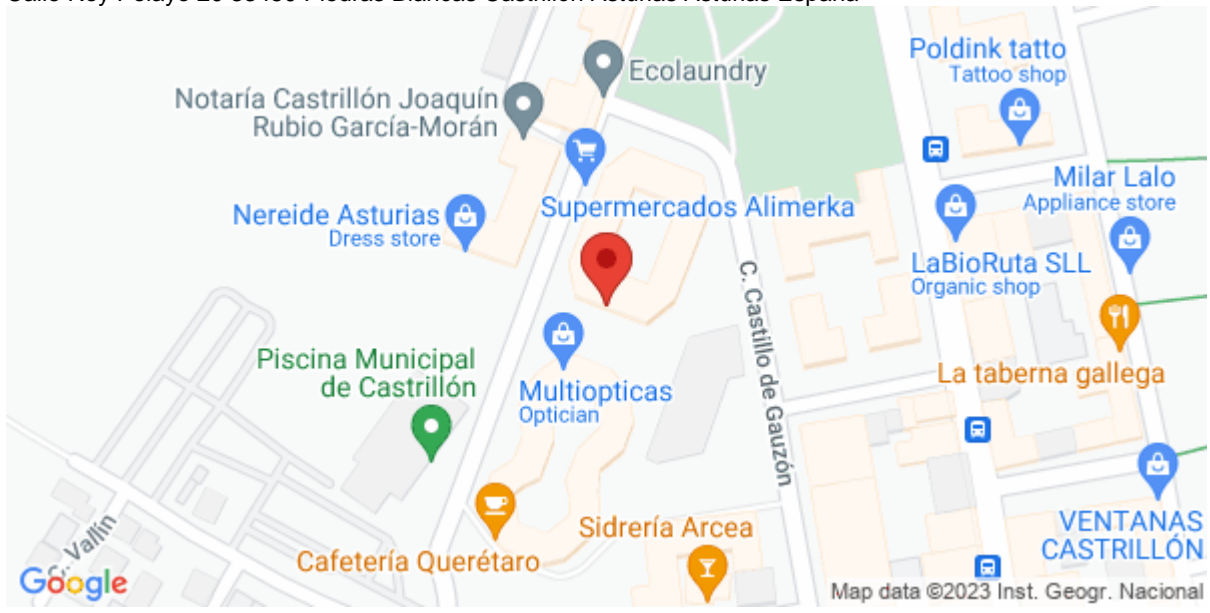 Poldink tatto
Tattoo shop
Ecolaundry
Notaría Castrillón Joaquín
Rubio García-Morán
Milar Lalo
Appliance store
Nereide Asturias
Dress store
Supermercados Alimerka
LaBioRuta SLL
Organic shop
C. Castillo de Gauzón
Piscina Municipal
de Castrillón
Multiopticas
Optician
La taberna gallega
C. Vallín
Sidrería Arcea
Cafetería Querétaro
VENTANAS
CASTRILLÓN
Google
Map data ©2023 Inst. Geogr. Nacional